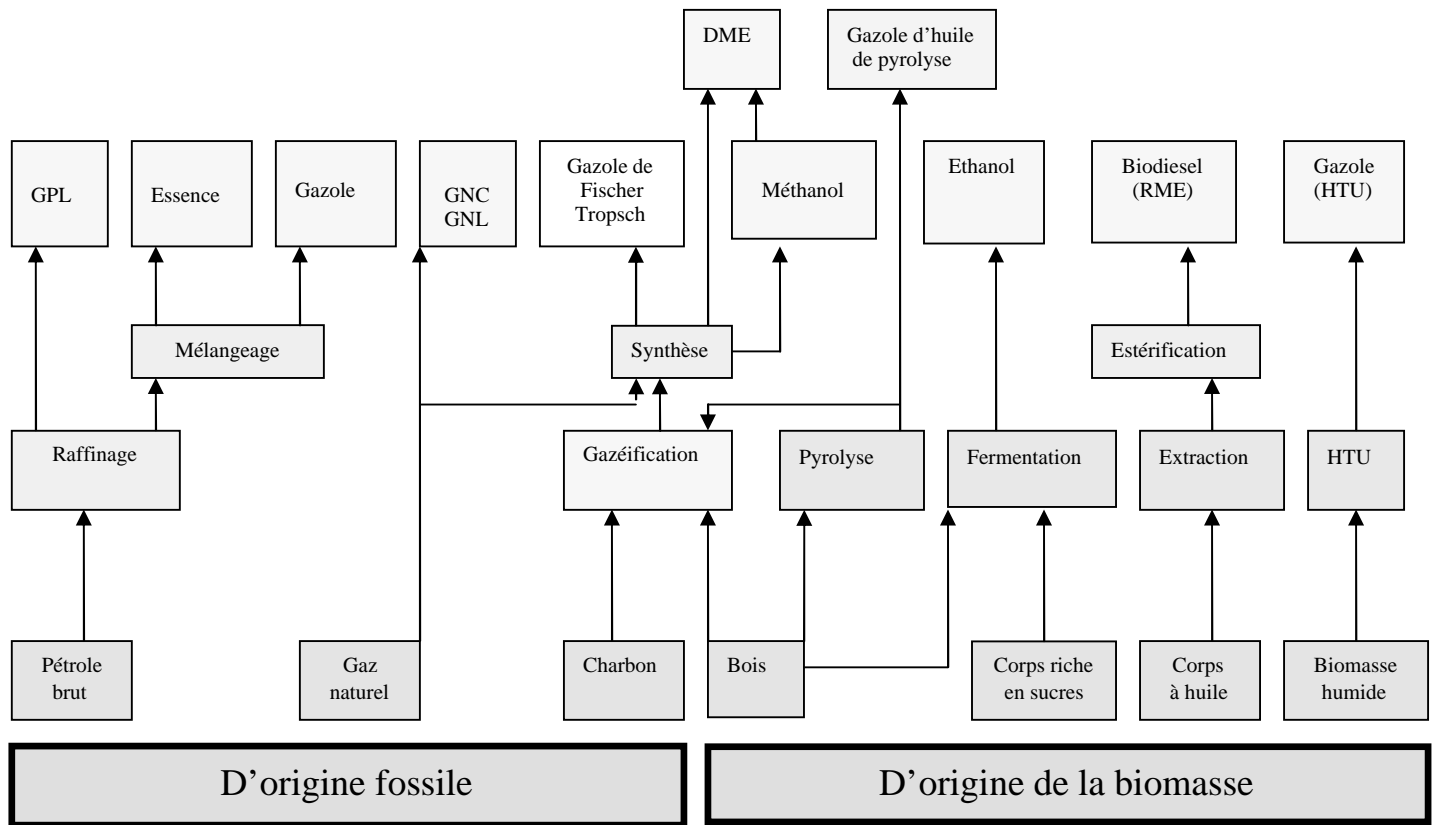 DME
Gazole d'huile
de pyrolyse
GPL
Essence
Gazole
GNC
GNL
Gazole de
Fischer
Tropsch
Méthanol
Ethanol
Biodiesel
(RME)
Gazole
(HTU)
Mélangeage
Synthèse
Estérification
Raffinage
Gazéification
Pyrolyse
Fermentation
Extraction
HTU
Pétrole
brut
Gaz
naturel
Charbon
Bois
Corps riche
en sucres
Corps
à huile
Biomasse
humide
D'origine fossile
D'origine de la biomasse